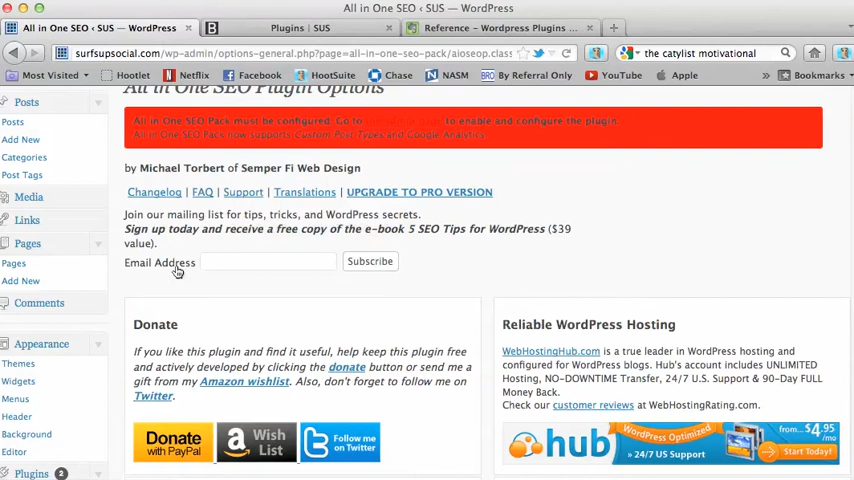 All in One SEO ‹ SUS — WordPress
All in One SEO ‹ SUS — WordPress
Plugins | SUS
Reference – Wordpress Plugins ...
surfsupsocial.com/wp-admin/options-general.php?page=all-in-one-seo-pack/aioseop.class
the catylist motivational
Most Visited
Hootlet
Netflix
Facebook
HootSuite
Chase
NASM
BRO By Referral Only
YouTube
Apple
Bookmarks
All in One SEO Plugin Options
Posts
Posts
Add New
Categories
Post Tags
Media
Links
Pages
Pages
Add New
Comments
Appearance
Themes
Widgets
Menus
Header
Background
Editor
Plugins 2
All in One SEO Pack must be configured. Go to the admin page to enable and configure the plugin.
All in One SEO Pack now supports Custom Post Types and Google Analytics.
by Michael Torbert of Semper Fi Web Design
Changelog | FAQ | Support | Translations | UPGRADE TO PRO VERSION
Join our mailing list for tips, tricks, and WordPress secrets.
Sign up today and receive a free copy of the e-book 5 SEO Tips for WordPress ($39
value).
Email Address
Subscribe
Donate
If you like this plugin and find it useful, help keep this plugin free
and actively developed by clicking the donate button or send me a
gift from my Amazon wishlist. Also, don't forget to follow me on
Twitter.
Donate
with PayPal
a Wish
List
t Follow me
on Twitter
Reliable WordPress Hosting
WebHostingHub.com is a true leader in WordPress hosting and
configured for WordPress blogs. Hub's account includes UNLIMITED
Hosting, NO-DOWNTIME Transfer, 24/7 U.S. Support & 90-Day FULL
Money Back.
Check our customer reviews at WebHostingRating.com.
hub
WordPress Optimized
» 24/7 US Support
from... $4.95
/mo
Start Today!